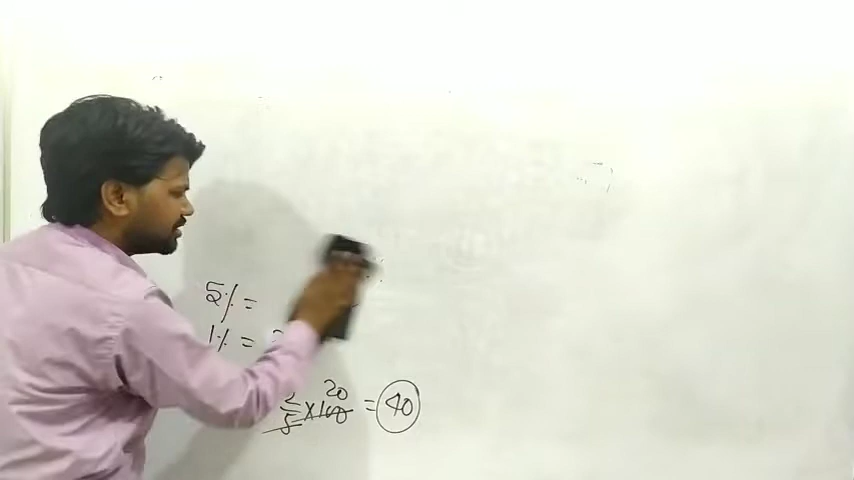 5% =
1% =
20
2/5 × 100 = 40